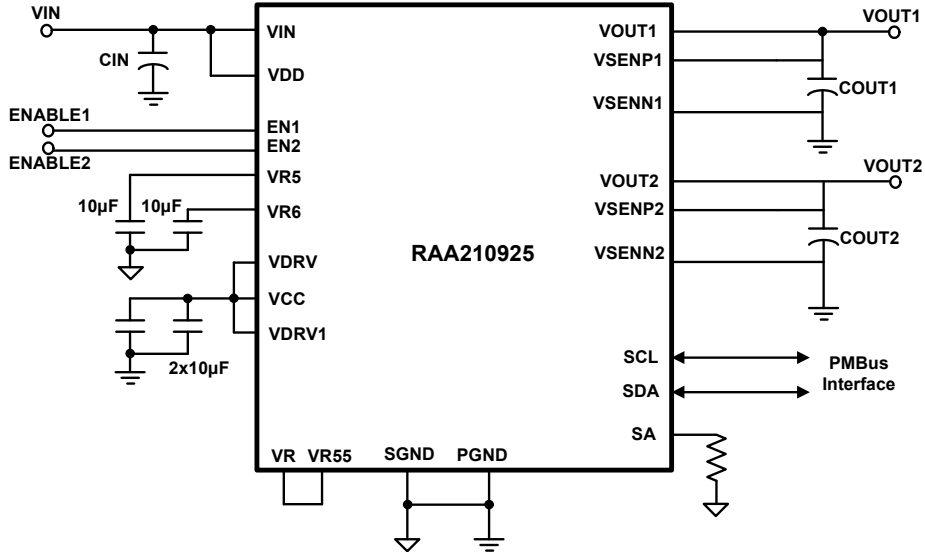 VIN
CIN
ENABLE1
ENABLE2
10µF 10µF
2x10µF
VIN
VDD
EN1
EN2
VR5
VR6
VDRV
VCC
VDRV1
VR VR55 SGND PGND
RAA210925
VOUT1
VSENP1
VSENN1
VOUT2
VSENP2
VSENN2
SCL
SDA
SA
VOUT1
COUT1
VOUT2
COUT2
PMBus
Interface